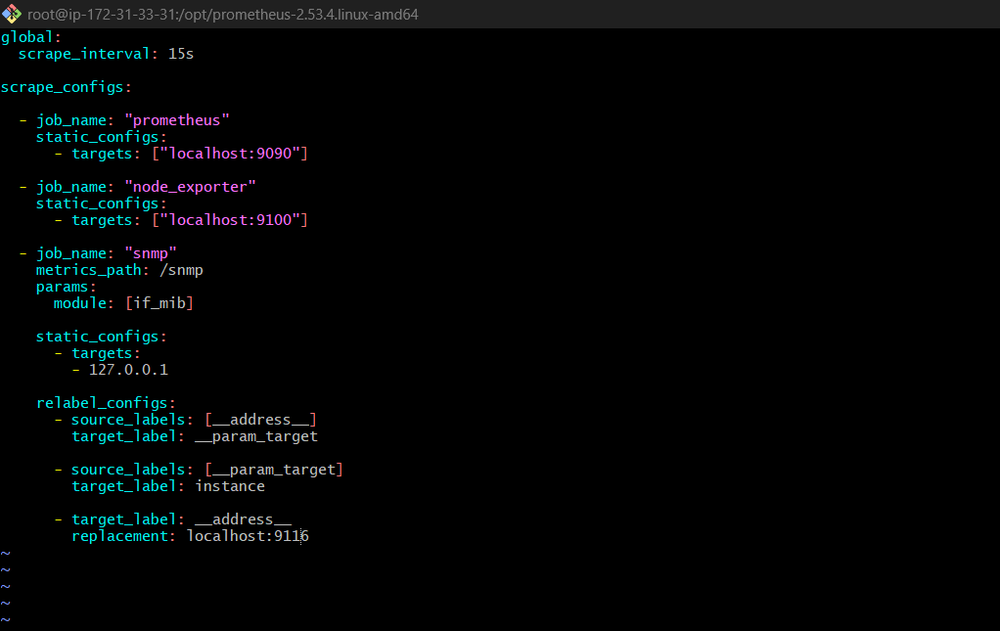 root@ip-172-31-33-31:/opt/prometheus-2.53.4.linux-amd64
global:
  scrape_interval: 15s

scrape_configs:

  - job_name: "prometheus"
    static_configs:
      - targets: ["localhost:9090"]

  - job_name: "node_exporter"
    static_configs:
      - targets: ["localhost:9100"]

  - job_name: "snmp"
    metrics_path: /snmp
    params:
      module: [if_mib]

    static_configs:
      - targets:
        - 127.0.0.1

    relabel_configs:
      - source_labels: [__address__]
        target_label: __param_target

      - source_labels: [__param_target]
        target_label: instance

      - target_label: __address__
        replacement: localhost:9116
~
~
~
~
~